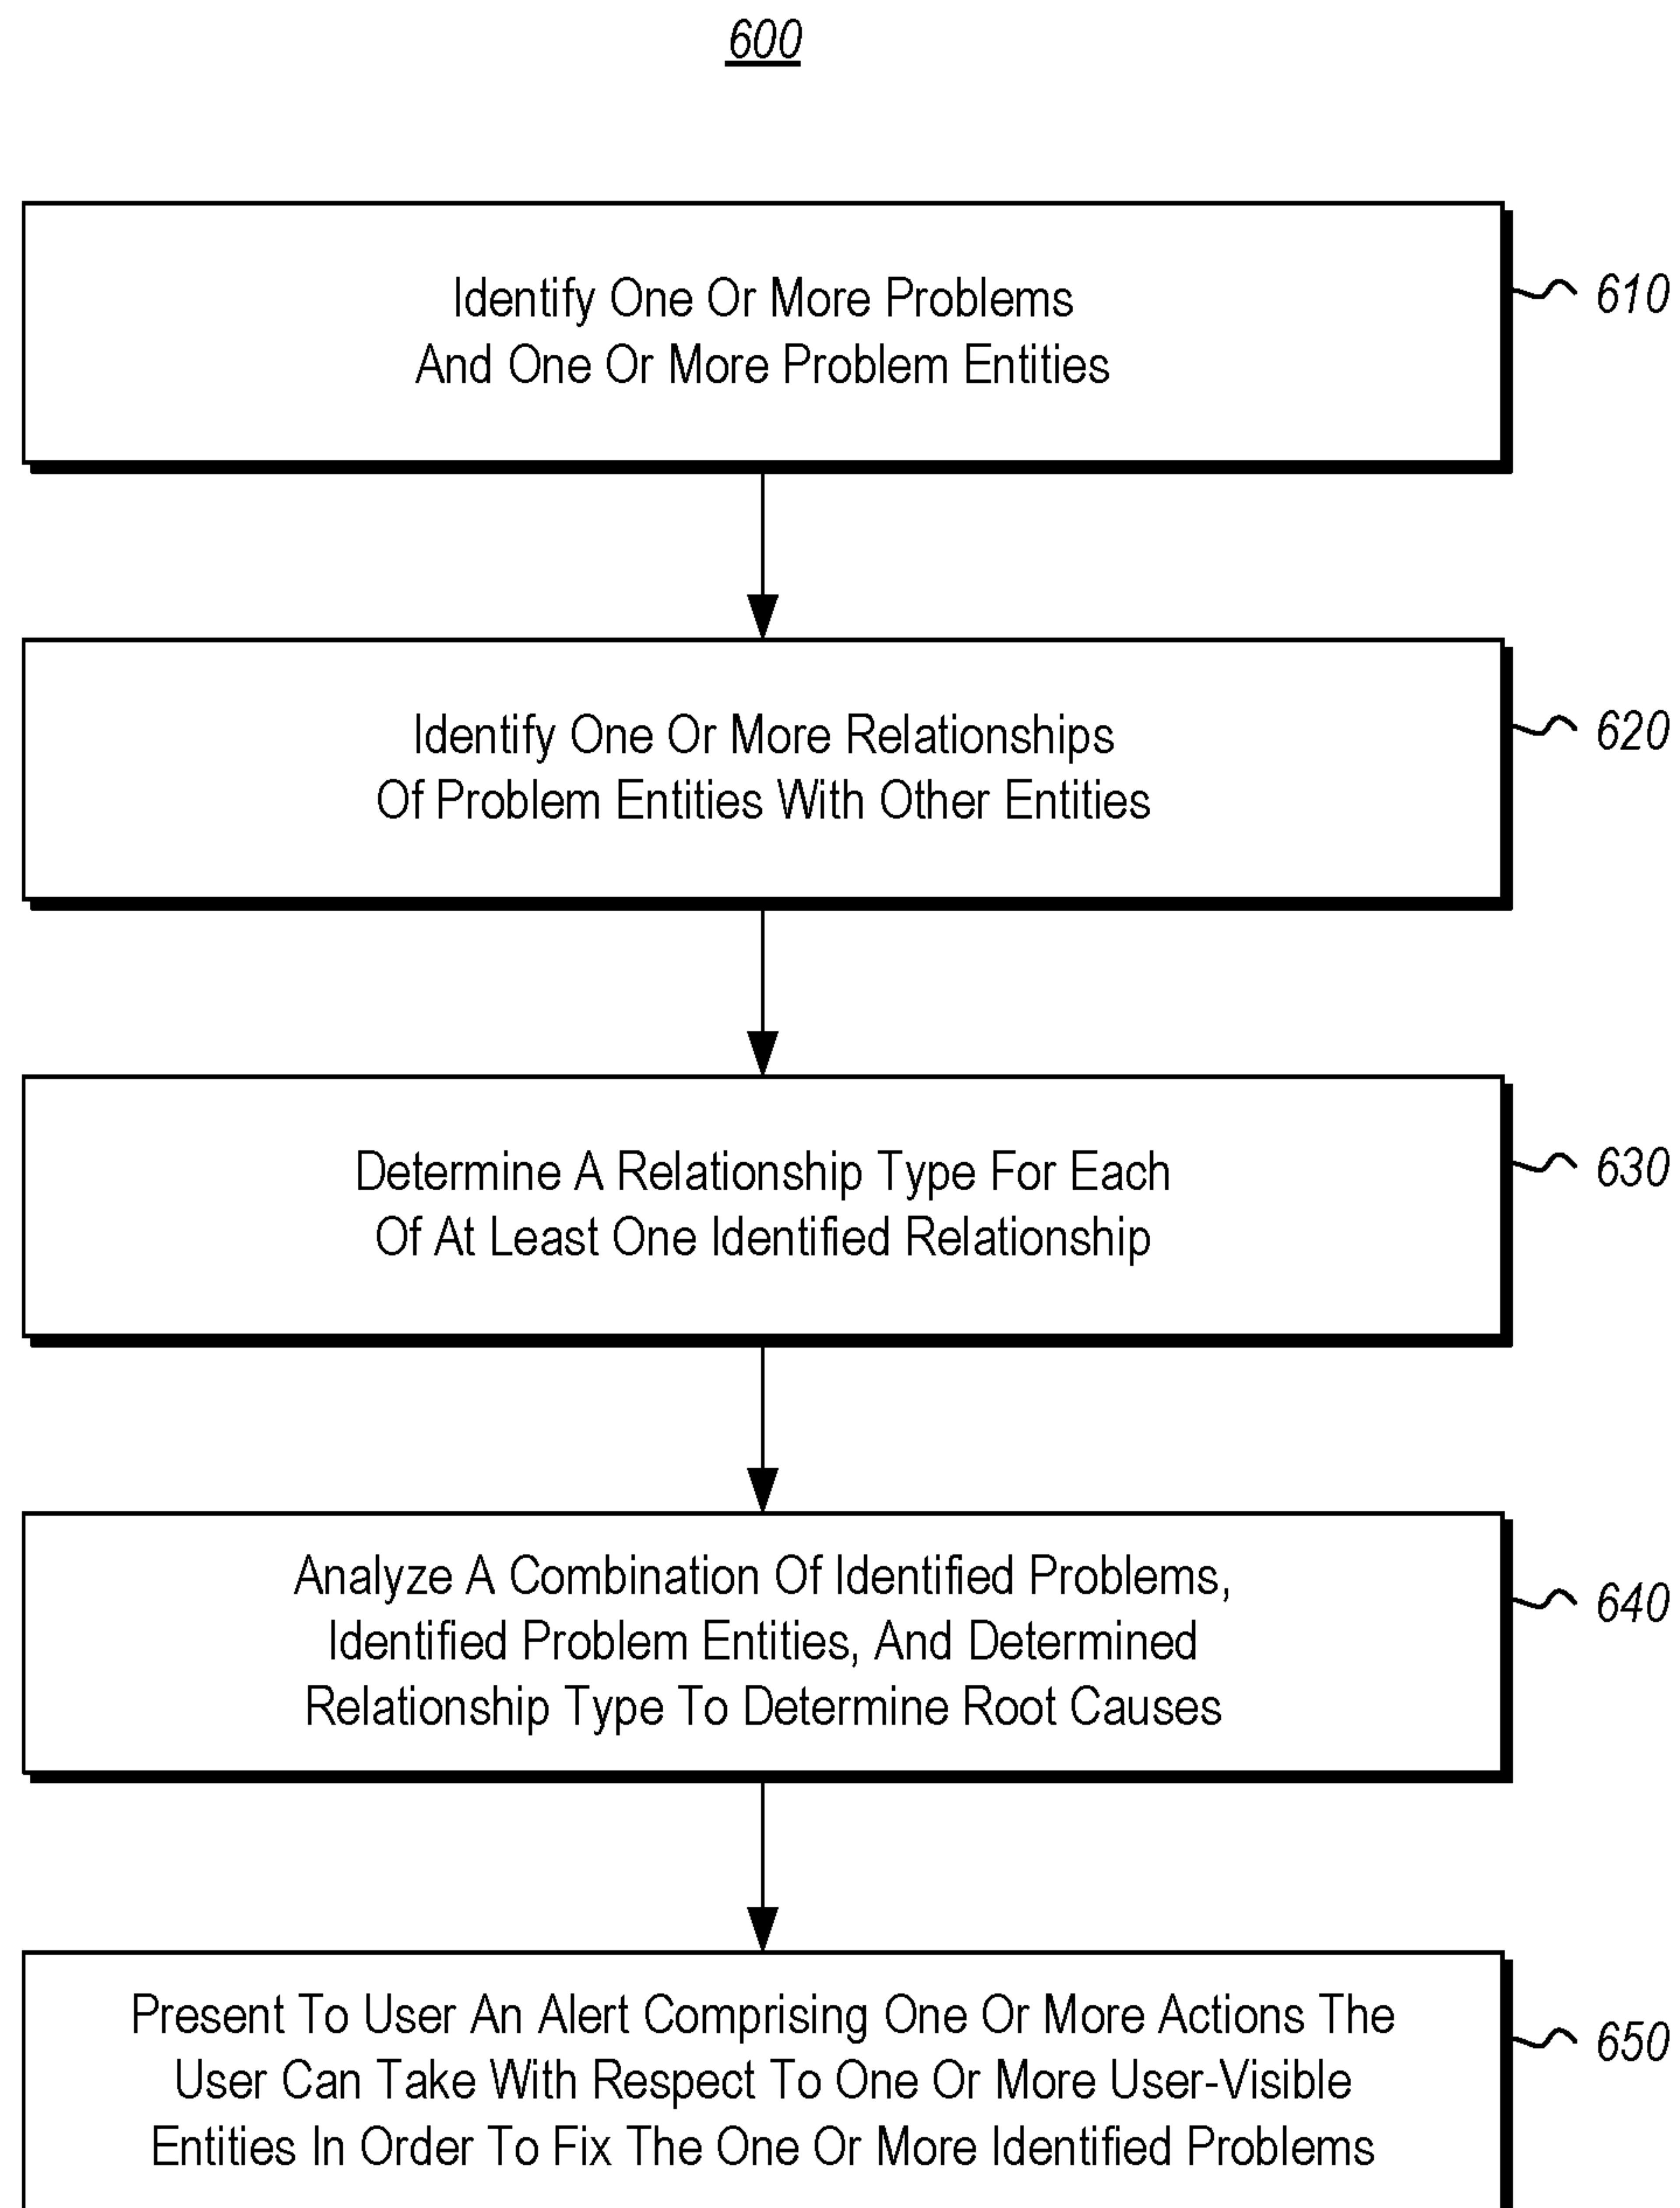 600
Identify One Or More Problems
And One Or More Problem Entities
610
Identify One Or More Relationships
Of Problem Entities With Other Entities
620
Determine A Relationship Type For Each
Of At Least One Identified Relationship
630
Analyze A Combination Of Identified Problems,
Identified Problem Entities, And Determined
Relationship Type To Determine Root Causes
640
Present To User An Alert Comprising One Or More Actions The
User Can Take With Respect To One Or More User-Visible
Entities In Order To Fix The One Or More Identified Problems
650